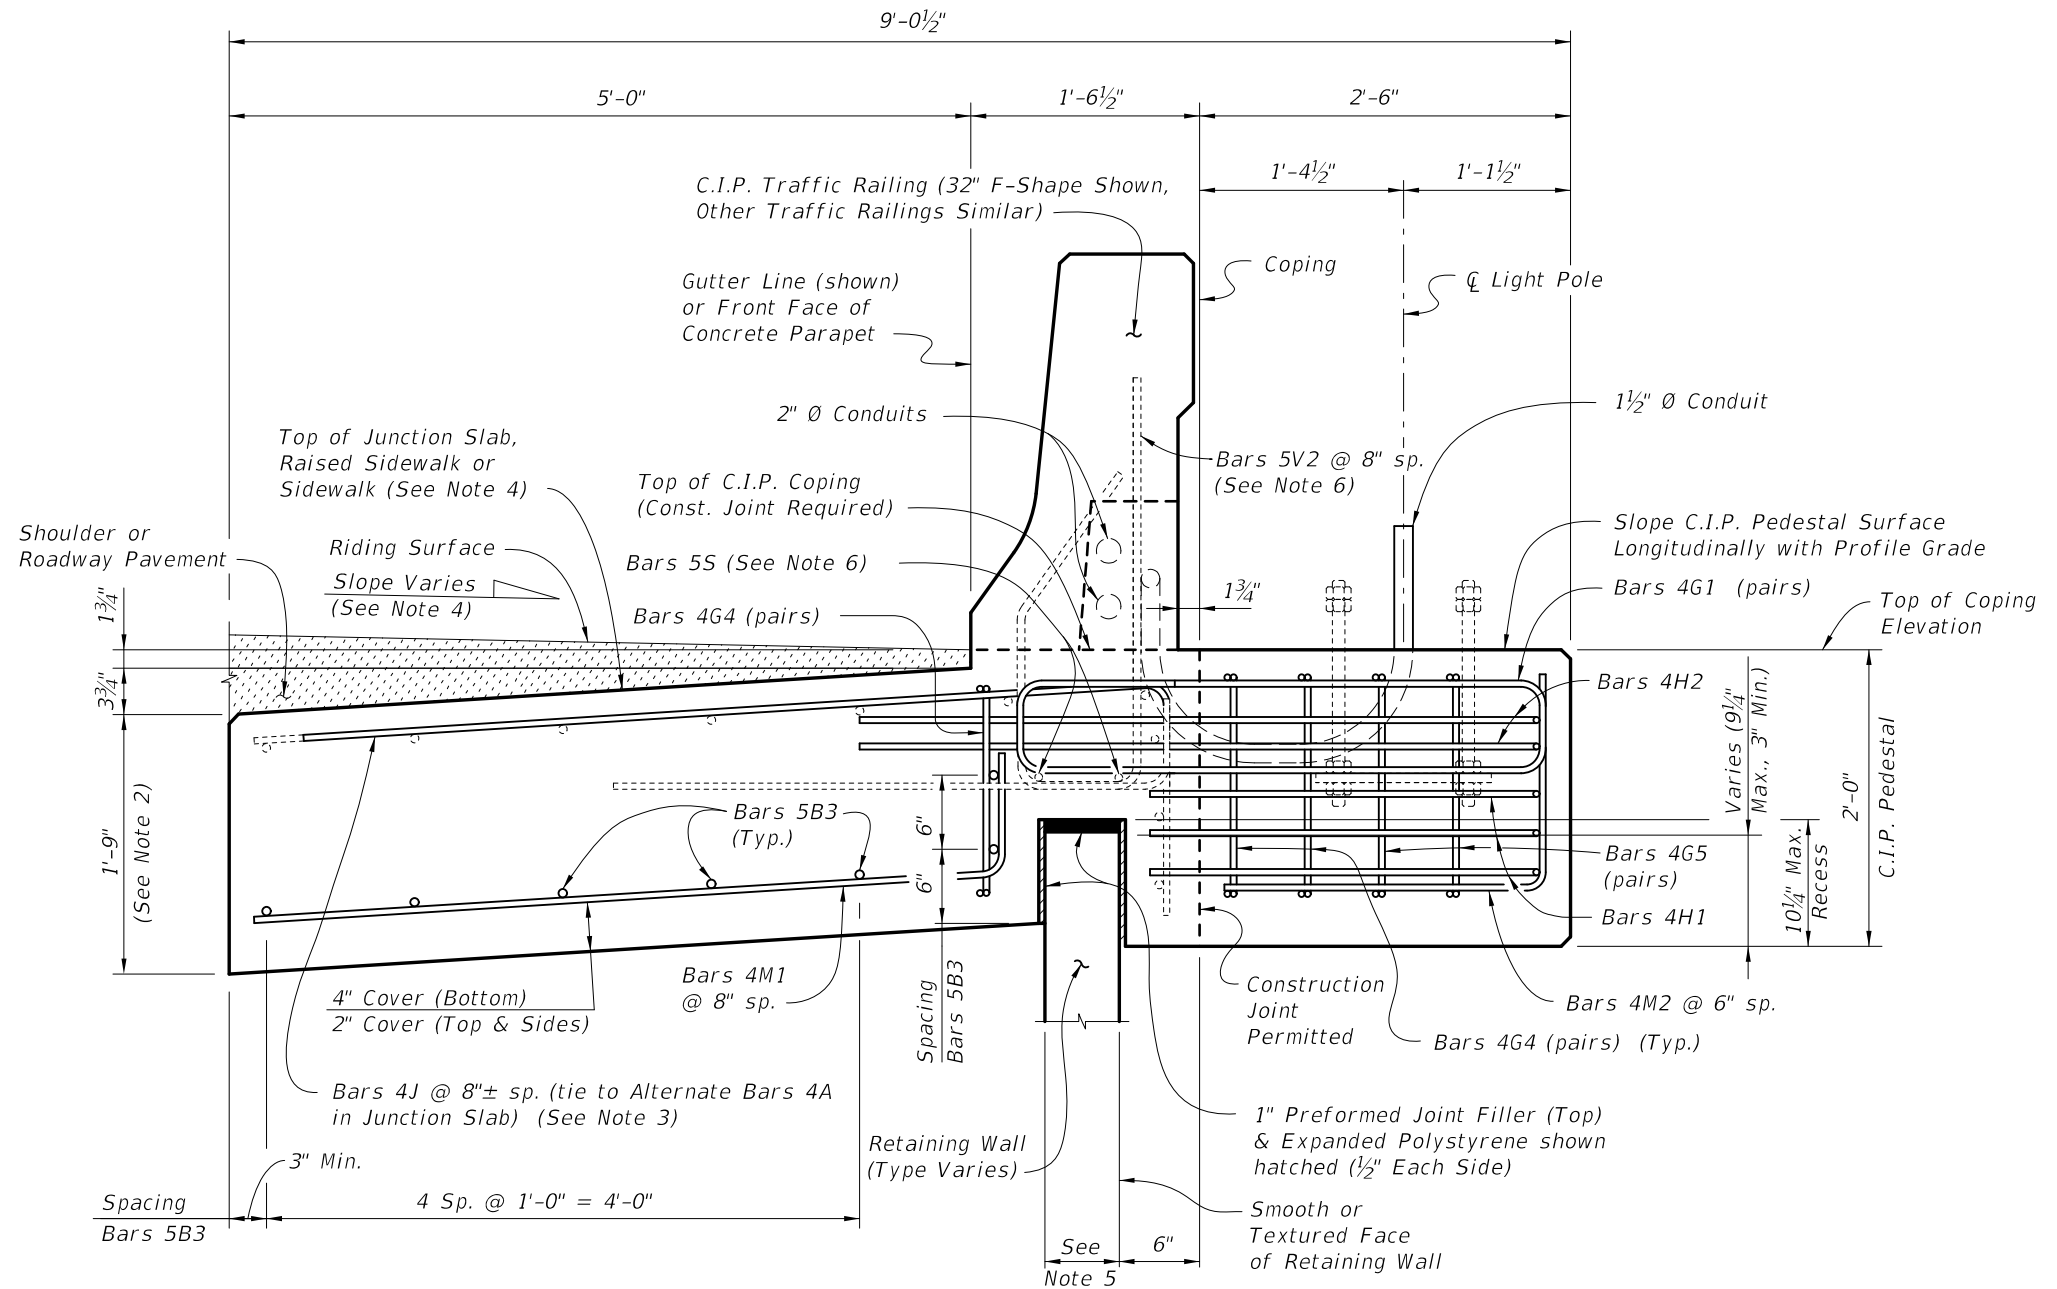 9'-0½"
5'-0"
1'-6½"
2'-6"
1'-4½"
1'-1½"
C.I.P. Traffic Railing (32" F-Shape Shown,
Other Traffic Railings Similar)
Coping
℄ Light Pole
Gutter Line (shown)
or Front Face of
Concrete Parapet
2" Ø Conduits
1½" Ø Conduit
Top of Junction Slab,
Raised Sidewalk or
Sidewalk (See Note 4)
Top of C.I.P. Coping
(Const. Joint Required)
Bars 5V2 @ 8" sp.
(See Note 6)
Shoulder or
Roadway Pavement
Riding Surface
Slope Varies
(See Note 4)
Bars 5S (See Note 6)
Bars 4G4 (pairs)
Slope C.I.P. Pedestal Surface
Longitudinally with Profile Grade
Bars 4G1 (pairs)
Top of Coping
Elevation
1¾"
1¾"
3¾"
Bars 4H2
Varies (9¼"
Max., 3" Min.)
2'-0"
C.I.P. Pedestal
1'-9"
(See Note 2)
Bars 5B3
(Typ.)
6"
6"
Bars 4G5
(pairs)
10¼" Max.
Recess
Bars 4H1
Bars 4M1
@ 8" sp.
4" Cover (Bottom)
2" Cover (Top & Sides)
Spacing
Bars 5B3
Construction
Joint
Permitted
Bars 4M2 @ 6" sp.
Bars 4G4 (pairs) (Typ.)
Bars 4J @ 8"± sp. (tie to Alternate Bars 4A
in Junction Slab) (See Note 3)
1" Preformed Joint Filler (Top)
& Expanded Polystyrene shown
hatched (½" Each Side)
Retaining Wall
(Type Varies)
3" Min.
Spacing
Bars 5B3
4 Sp. @ 1'-0" = 4'-0"
Smooth or
Textured Face
of Retaining Wall
See
Note 5
6"